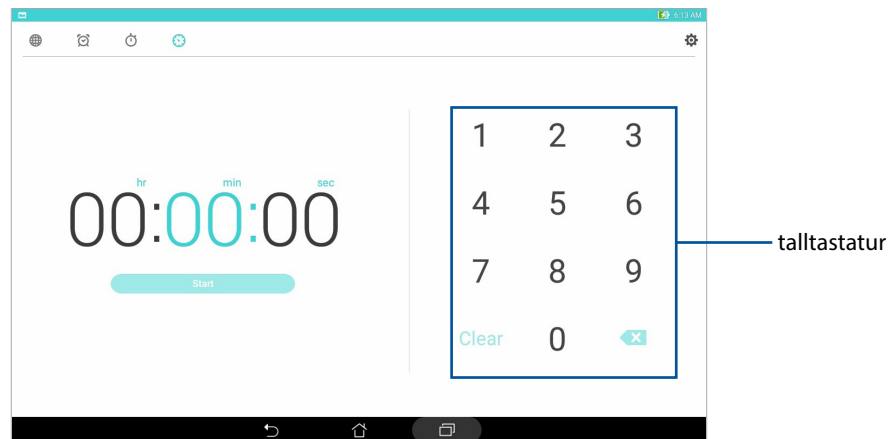 6:13 AM
hr min sec
00:00:00
Start
1 2 3
4 5 6
7 8 9
Clear 0
talltastatur